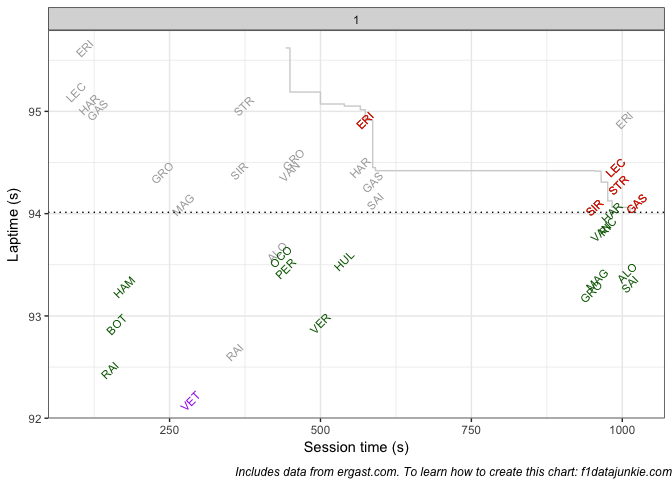 1
ERI
LEC
HAR
GAS
STR
ERI
ERI
GRO
SIR
GRO
VAN
HAR
GAS
LEC
STR
MAG
SAI
SIR
GAS
HAR
VAN
RIC
ALO
OCO
PER
HUL
HAM
MAG
GRO
ALO
SAI
BOT
VER
RAI
RAI
VET
95
94
93
92
Laptime (s)
250
500
750
1000
Session time (s)
Includes data from ergast.com. To learn how to create this chart: f1datajunkie.com